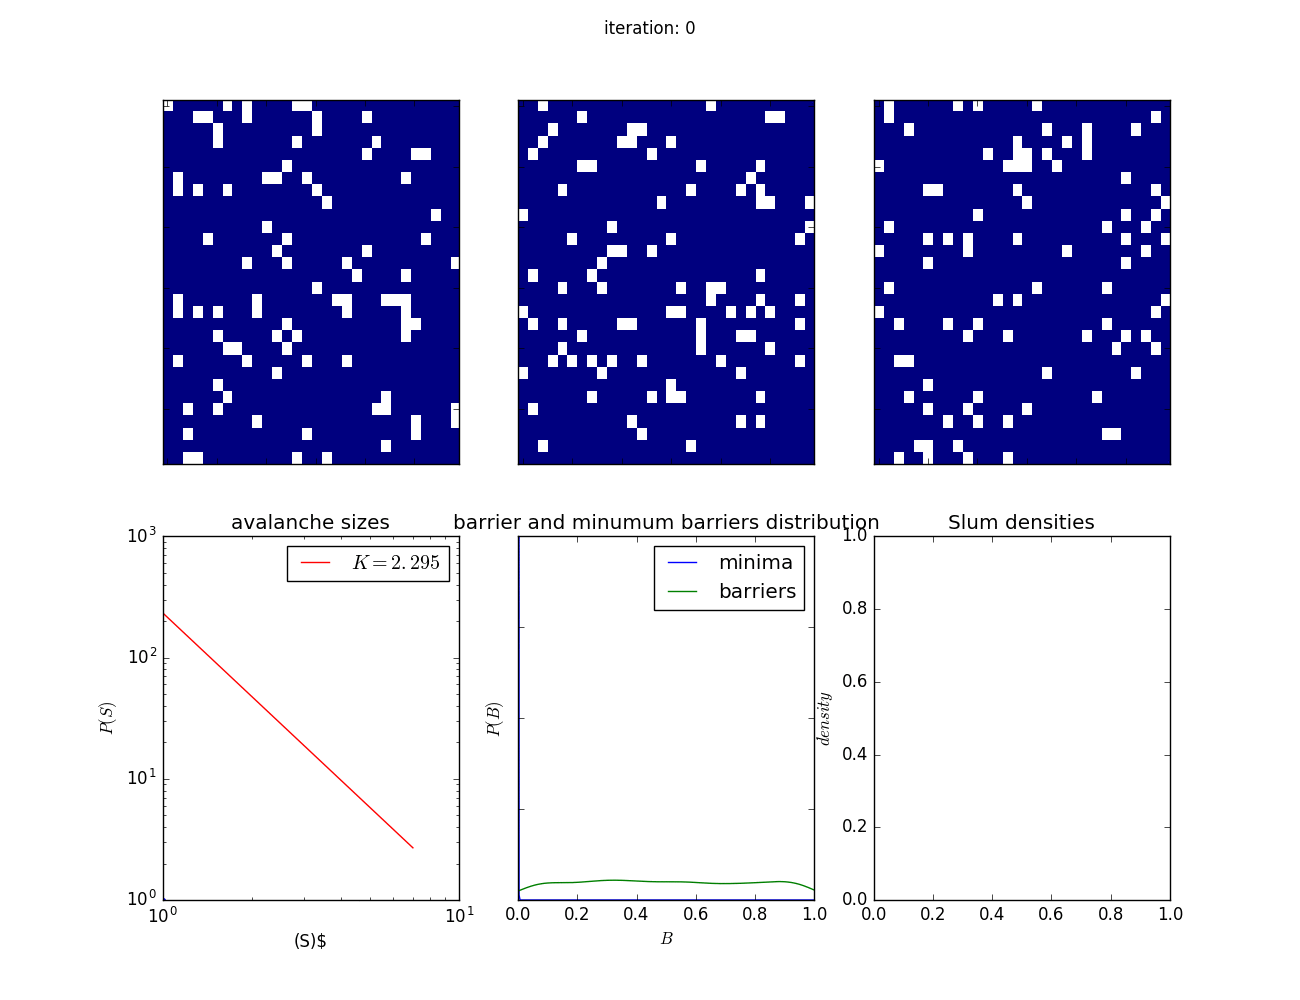 iteration: 0
avalanche sizes
barrier and minumum barriers distribution
Slum densities
10^3
10^2
10^1
10^0
P(S)
K = 2.295
10^0 10^1
(S)$
P(B)
minima
barriers
0.0 0.2 0.4 0.6 0.8 1.0
B
density
1.0
0.8
0.6
0.4
0.2
0.0
0.0 0.2 0.4 0.6 0.8 1.0